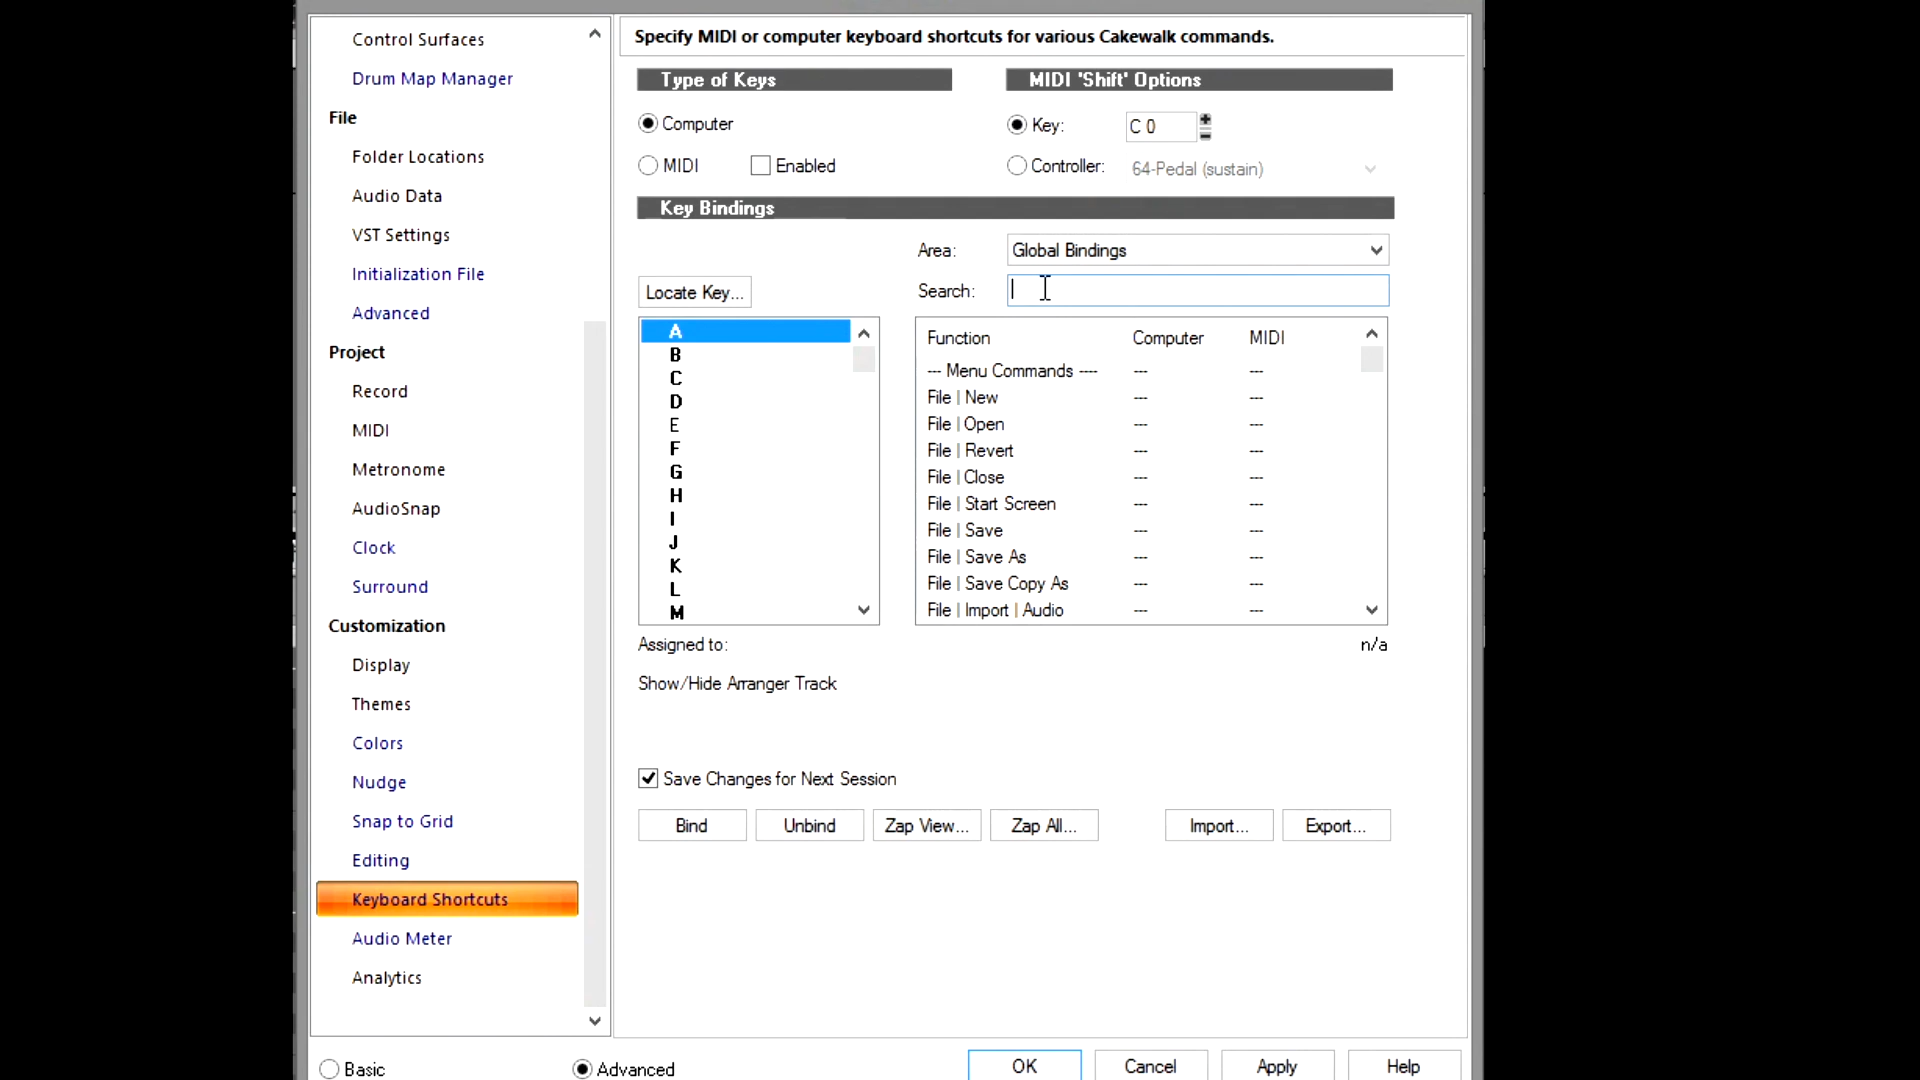 Control Surfaces
Drum Map Manager
File
Folder Locations
Audio Data
VST Settings
Initialization File
Advanced
Project
Record
MIDI
Metronome
AudioSnap
Clock
Surround
Customization
Display
Themes
Colors
Nudge
Snap to Grid
Editing
Keyboard Shortcuts
Audio Meter
Analytics
Basic
Advanced
Specify MIDI or computer keyboard shortcuts for various Cakewalk commands.
Type of Keys
Computer
MIDI Enabled
MIDI 'Shift' Options
Key: C 0
Controller: 64-Pedal (sustain)
Key Bindings
Area: Global Bindings
Locate Key...
Search:
A
B
C
D
E
F
G
H
I
J
K
L
M
Function Computer MIDI
--- Menu Commands ---- --- ---
File | New --- ---
File | Open --- ---
File | Revert --- ---
File | Close --- ---
File | Start Screen --- ---
File | Save --- ---
File | Save As --- ---
File | Save Copy As --- ---
File | Import | Audio --- ---
Assigned to: n/a
Show/Hide Arranger Track
Save Changes for Next Session
Bind Unbind Zap View... Zap All... Import... Export...
OK Cancel Apply Help